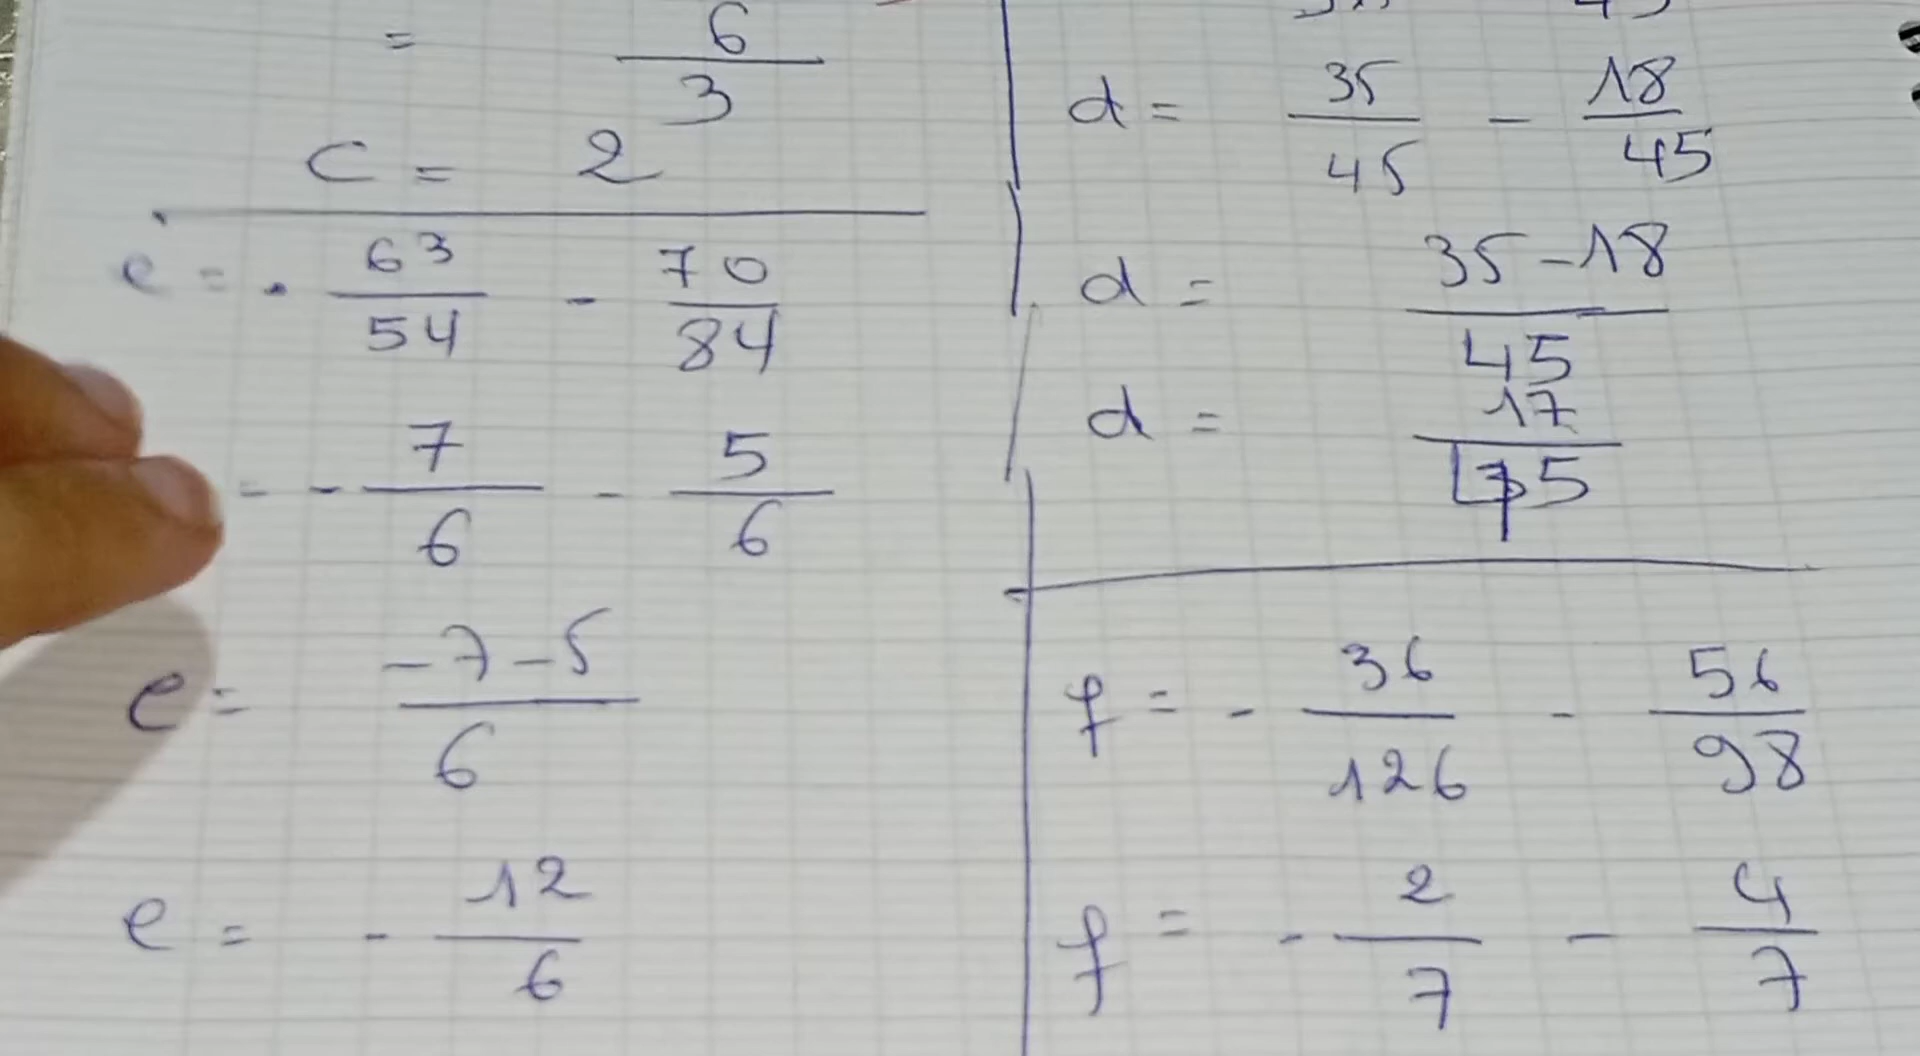 = 6/3
c = 2
e = - 63/54 - 70/84
= - 7/6 - 5/6
e = -7-5/6
e = - 12/6
d = 35/45 - 18/45
d = 35-18/45
d = 17/45
f = - 36/126 - 56/98
f = - 2/7 - 4/7